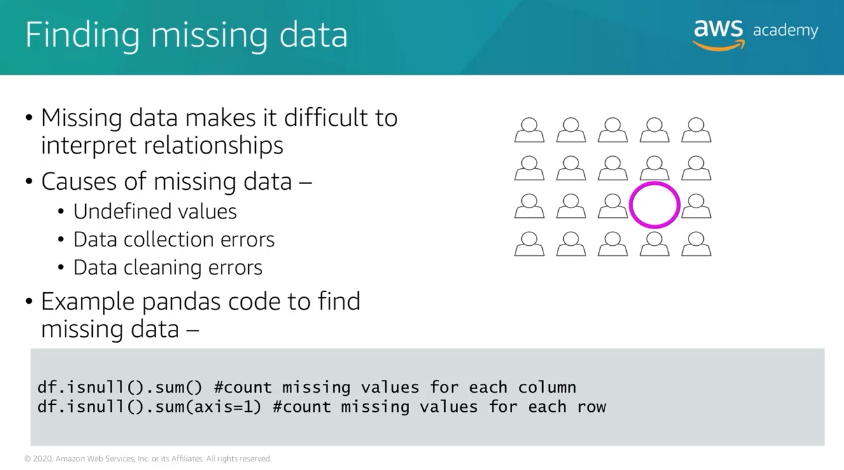 Finding missing data
aws academy
• Missing data makes it difficult to
interpret relationships
• Causes of missing data –
• Undefined values
• Data collection errors
• Data cleaning errors
• Example pandas code to find
missing data –
df.isnull().sum() #count missing values for each column
df.isnull().sum(axis=1) #count missing values for each row
© 2020, Amazon Web Services, Inc. or its Affiliates. All rights reserved.